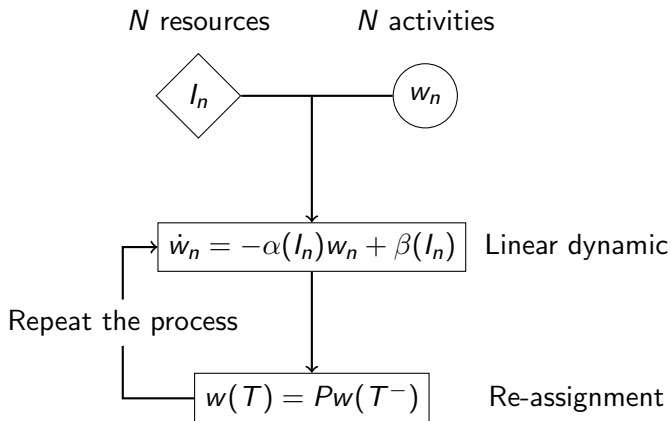 N resources N activities
I_n w_n
ẇ_n = −α(I_n)w_n + β(I_n) Linear dynamic
Repeat the process
w(T) = Pw(T⁻) Re-assignment